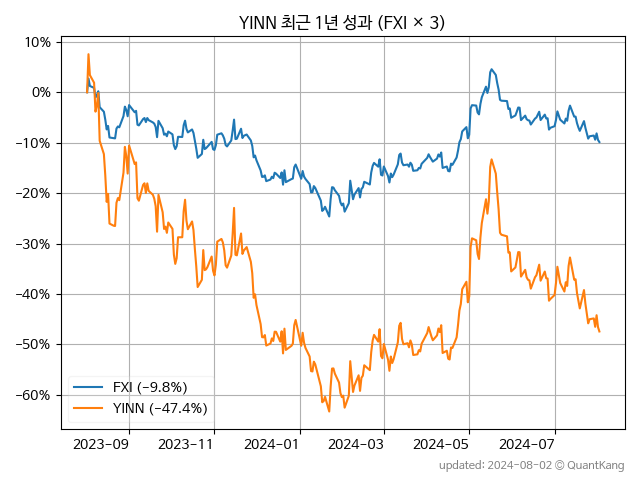 YINN 최근 1년 성과 (FXI × 3)
10%
0%
−10%
−20%
−30%
−40%
−50%
−60%
FXI (−9.8%)
YINN (−47.4%)
2023-09 2023-11 2024-01 2024-03 2024-05 2024-07
updated: 2024-08-02 © QuantKang